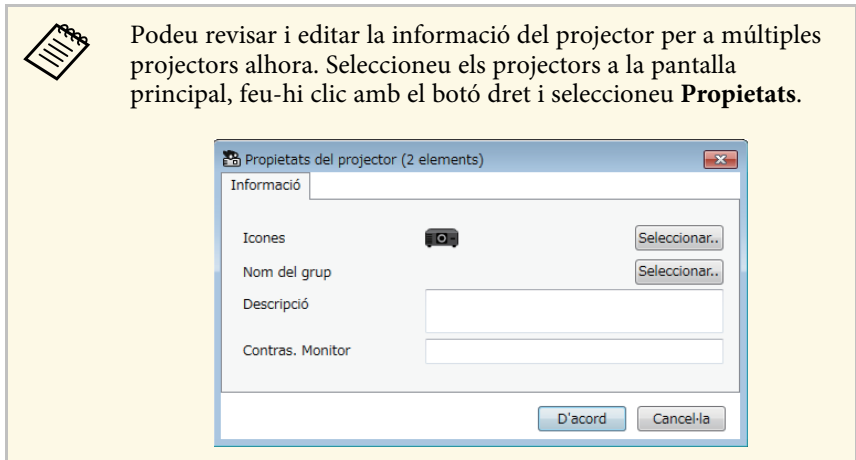 Podeu revisar i editar la informació del projector per a múltiples
projectors alhora. Seleccioneu els projectors a la pantalla
principal, feu-hi clic amb el botó dret i seleccioneu Propietats.
Propietats del projector (2 elements)
Informació
Icones
Seleccionar..
Nom del grup
Seleccionar..
Descripció
Contras. Monitor
D'acord
Cancel·la